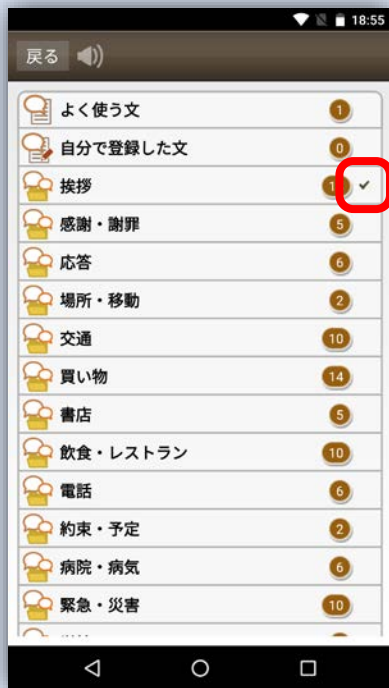 18:55
戻る
よく使う文 1
自分で登録した文 0
挨拶
感謝・謝罪 5
応答 6
場所・移動 2
交通 10
買い物 14
書店 5
飲食・レストラン 10
電話 6
約束・予定 2
病院・病気 6
緊急・災害 10